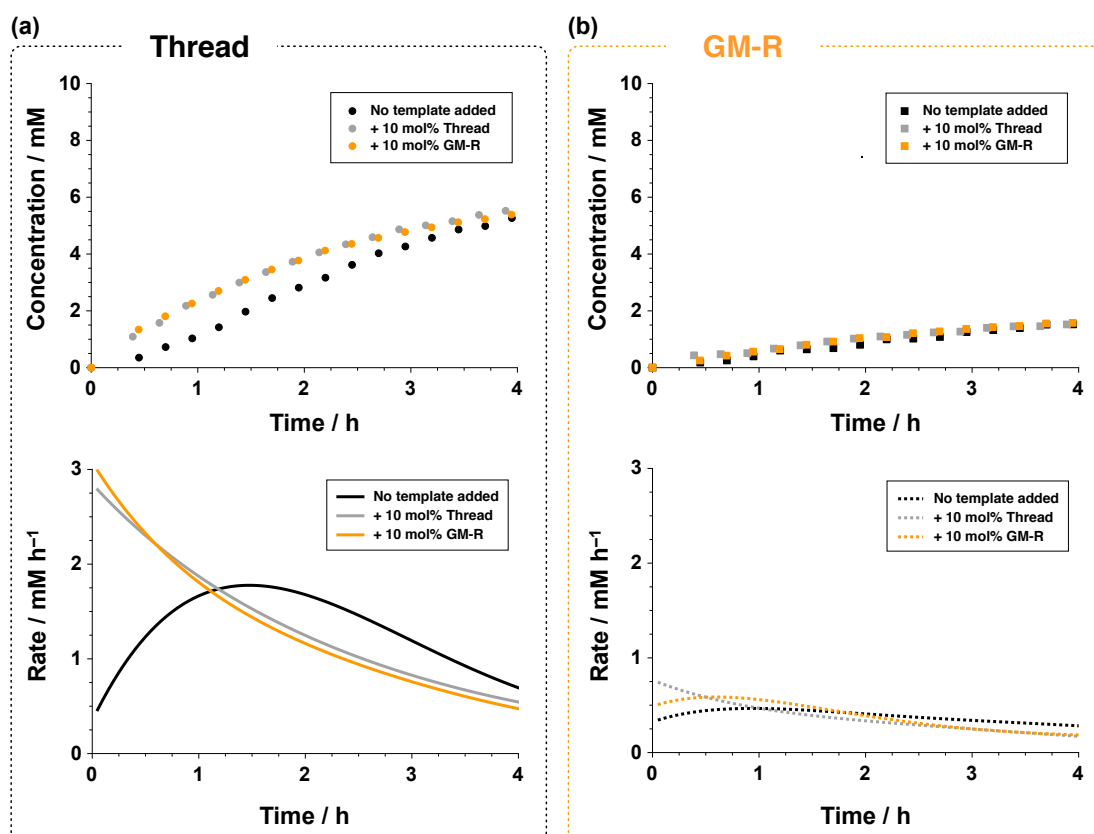 (a)
Thread
Concentration / mM
10
8
6
4
2
0
No template added
+ 10 mol% Thread
+ 10 mol% GM-R
0 1 2 3 4
Time / h
Rate / mM h⁻¹
3
2
1
0
No template added
+ 10 mol% Thread
+ 10 mol% GM-R
0 1 2 3 4
Time / h
(b)
GM-R
Concentration / mM
10
8
6
4
2
0
No template added
+ 10 mol% Thread
+ 10 mol% GM-R
0 1 2 3 4
Time / h
Rate / mM h⁻¹
3
2
1
0
No template added
+ 10 mol% Thread
+ 10 mol% GM-R
0 1 2 3 4
Time / h